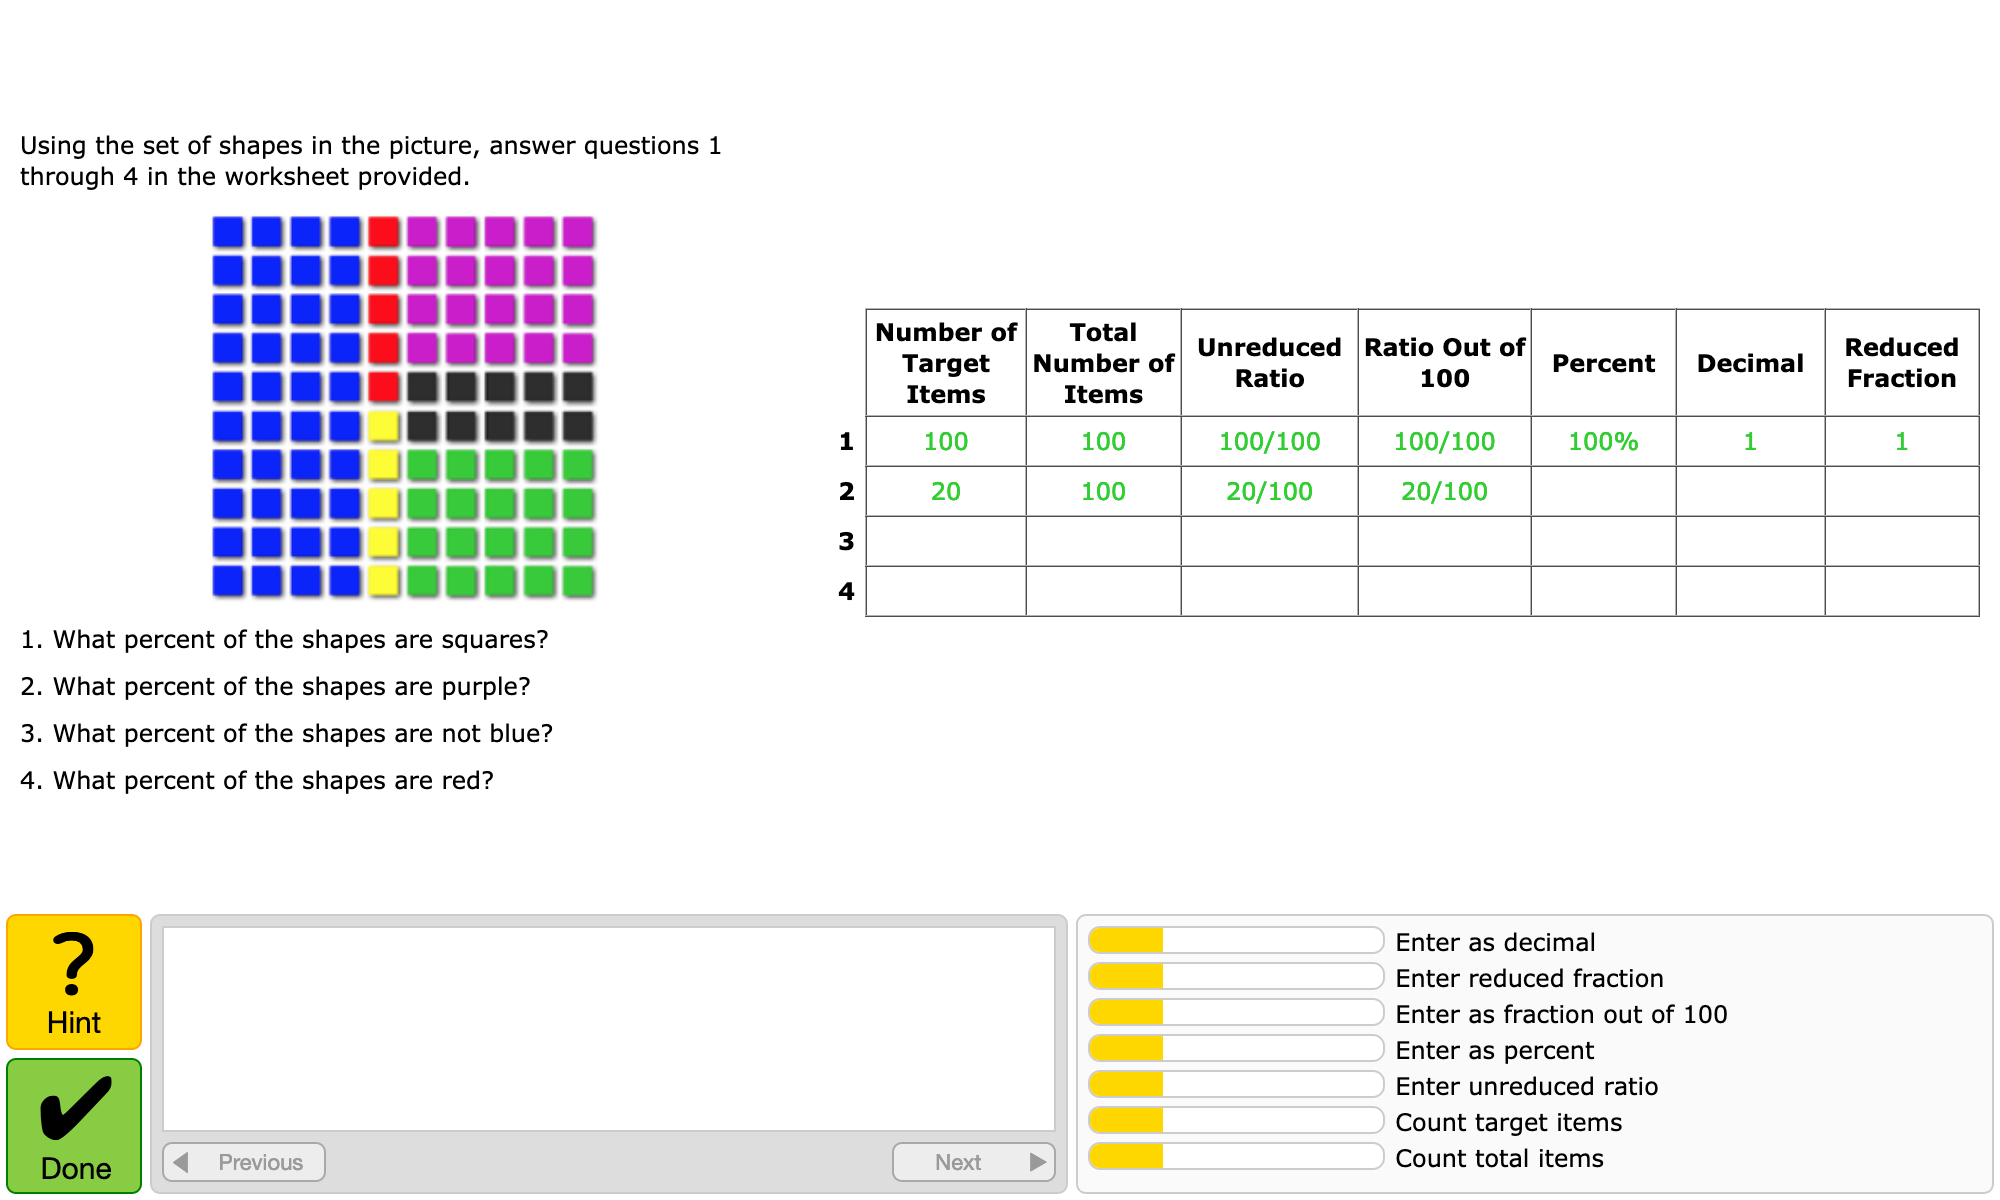 Using the set of shapes in the picture, answer questions 1
through 4 in the worksheet provided.
1. What percent of the shapes are squares?
2. What percent of the shapes are purple?
3. What percent of the shapes are not blue?
4. What percent of the shapes are red?
Number of Target Items Total Number of Items Unreduced Ratio Ratio Out of 100 Percent Decimal Reduced Fraction
1 100 100 100/100 100/100 100% 1 1
2 20 100 20/100 20/100
3
4
?
Hint
Done
Previous Next
Enter as decimal
Enter reduced fraction
Enter as fraction out of 100
Enter as percent
Enter unreduced ratio
Count target items
Count total items